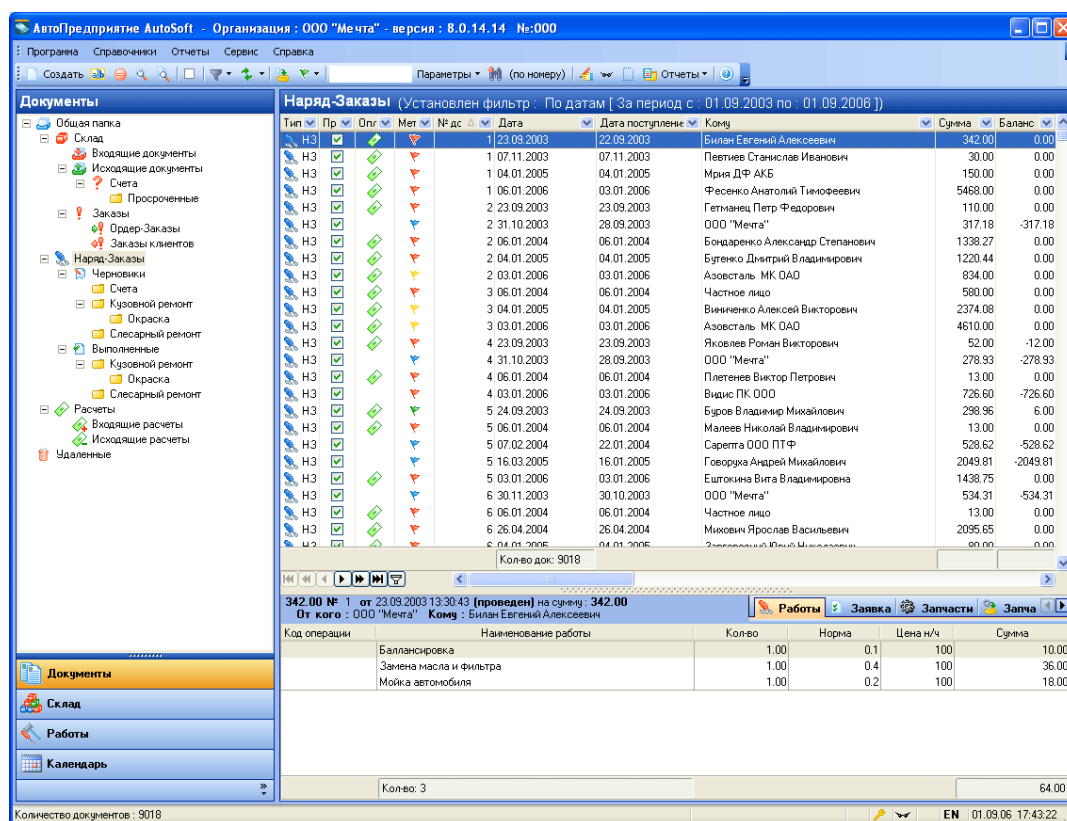 АвтоПредприятие AutoSoft - Организация : ООО "Мечта" - версия : 8.0.14.14 №:000
Программа Справочники Отчеты Сервис Справка
Создать Параметры (по номеру) Отчеты
Документы
Общая папка
Склад
Входящие документы
Исходящие документы
Счета
Просроченные
Заказы
Ордер-Заказы
Заказы клиентов
Наряд-Заказы
Черновики
Счета
Кузовной ремонт
Окраска
Слесарный ремонт
Выполненные
Кузовной ремонт
Окраска
Слесарный ремонт
Расчеты
Входящие расчеты
Исходящие расчеты
Удаленные
Документы
Склад
Работы
Календарь
Наряд-Заказы (Установлен фильтр : По датам [ За период с : 01.09.2003 по : 01.09.2006 ])
Тип Пр Опл Мет № дс Дата Дата поступление Кому Сумма Баланс
НЗ 1 23.09.2003 22.09.2003 Билан Евгений Алексеевич 342.00 0.00
НЗ 1 07.11.2003 07.11.2003 Певтиев Станислав Иванович 30.00 0.00
НЗ 1 04.01.2005 04.01.2005 Мрия ДФ АКБ 150.00 0.00
НЗ 1 06.01.2006 03.01.2006 Фесенко Анатолий Тимофеевич 5468.00 0.00
НЗ 2 23.09.2003 23.09.2003 Гетманец Петр Федорович 110.00 0.00
НЗ 2 31.10.2003 28.09.2003 ООО "Мечта" 317.18 -317.18
НЗ 2 06.01.2004 06.01.2004 Бондаренко Александр Степанович 1338.27 0.00
НЗ 2 04.01.2005 04.01.2005 Бутенко Дмитрий Владимирович 1220.44 0.00
НЗ 2 03.01.2006 03.01.2006 Азовсталь МК ОАО 834.00 0.00
НЗ 3 06.01.2004 06.01.2004 Частное лицо 580.00 0.00
НЗ 3 04.01.2005 04.01.2005 Виниченко Алексей Викторович 2374.08 0.00
НЗ 3 03.01.2006 03.01.2006 Азовсталь МК ОАО 4610.00 0.00
НЗ 4 23.09.2003 23.09.2003 Яковлев Роман Викторович 52.00 -12.00
НЗ 4 31.10.2003 28.09.2003 ООО "Мечта" 278.93 -278.93
НЗ 4 06.01.2004 06.01.2004 Плетенев Виктор Петрович 13.00 0.00
НЗ 4 03.01.2006 03.01.2006 Видис ПК ООО 726.60 -726.60
НЗ 5 24.09.2003 24.09.2003 Буров Владимир Михайлович 298.96 6.00
НЗ 5 06.01.2004 06.01.2004 Малеев Николай Владимирович 13.00 0.00
НЗ 5 07.02.2004 22.01.2004 Сарепта ООО ПТФ 528.62 -528.62
НЗ 5 16.03.2005 16.01.2005 Говоруха Андрей Михайлович 2049.81 -2049.81
НЗ 5 03.01.2006 03.01.2006 Ештокина Вита Владимировна 1438.75 0.00
НЗ 6 30.11.2003 30.10.2003 ООО "Мечта" 534.31 -534.31
НЗ 6 06.01.2004 06.01.2004 Частное лицо 13.00 0.00
НЗ 6 26.04.2004 26.04.2004 Михович Ярослав Васильевич 2095.65 0.00
НЗ 6 04.01.2005 04.01.2005 80.00 0.00
Кол-во док: 9018
342.00 № 1 от 23.09.2003 13:30:43 (проведен) на сумму : 342.00
От кого : ООО "Мечта" Кому : Билан Евгений Алексеевич
Работы Заявка Запчасти Запча
Код операции Наименование работы Кол-во Норма Цена н/ч Сумма
Баллансировка 1.00 0.1 100 10.00
Замена масла и фильтра 1.00 0.4 100 36.00
Мойка автомобиля 1.00 0.2 100 18.00
Кол-во: 3 64.00
Количество документов : 9018 EN 01.09.06 17:43:22